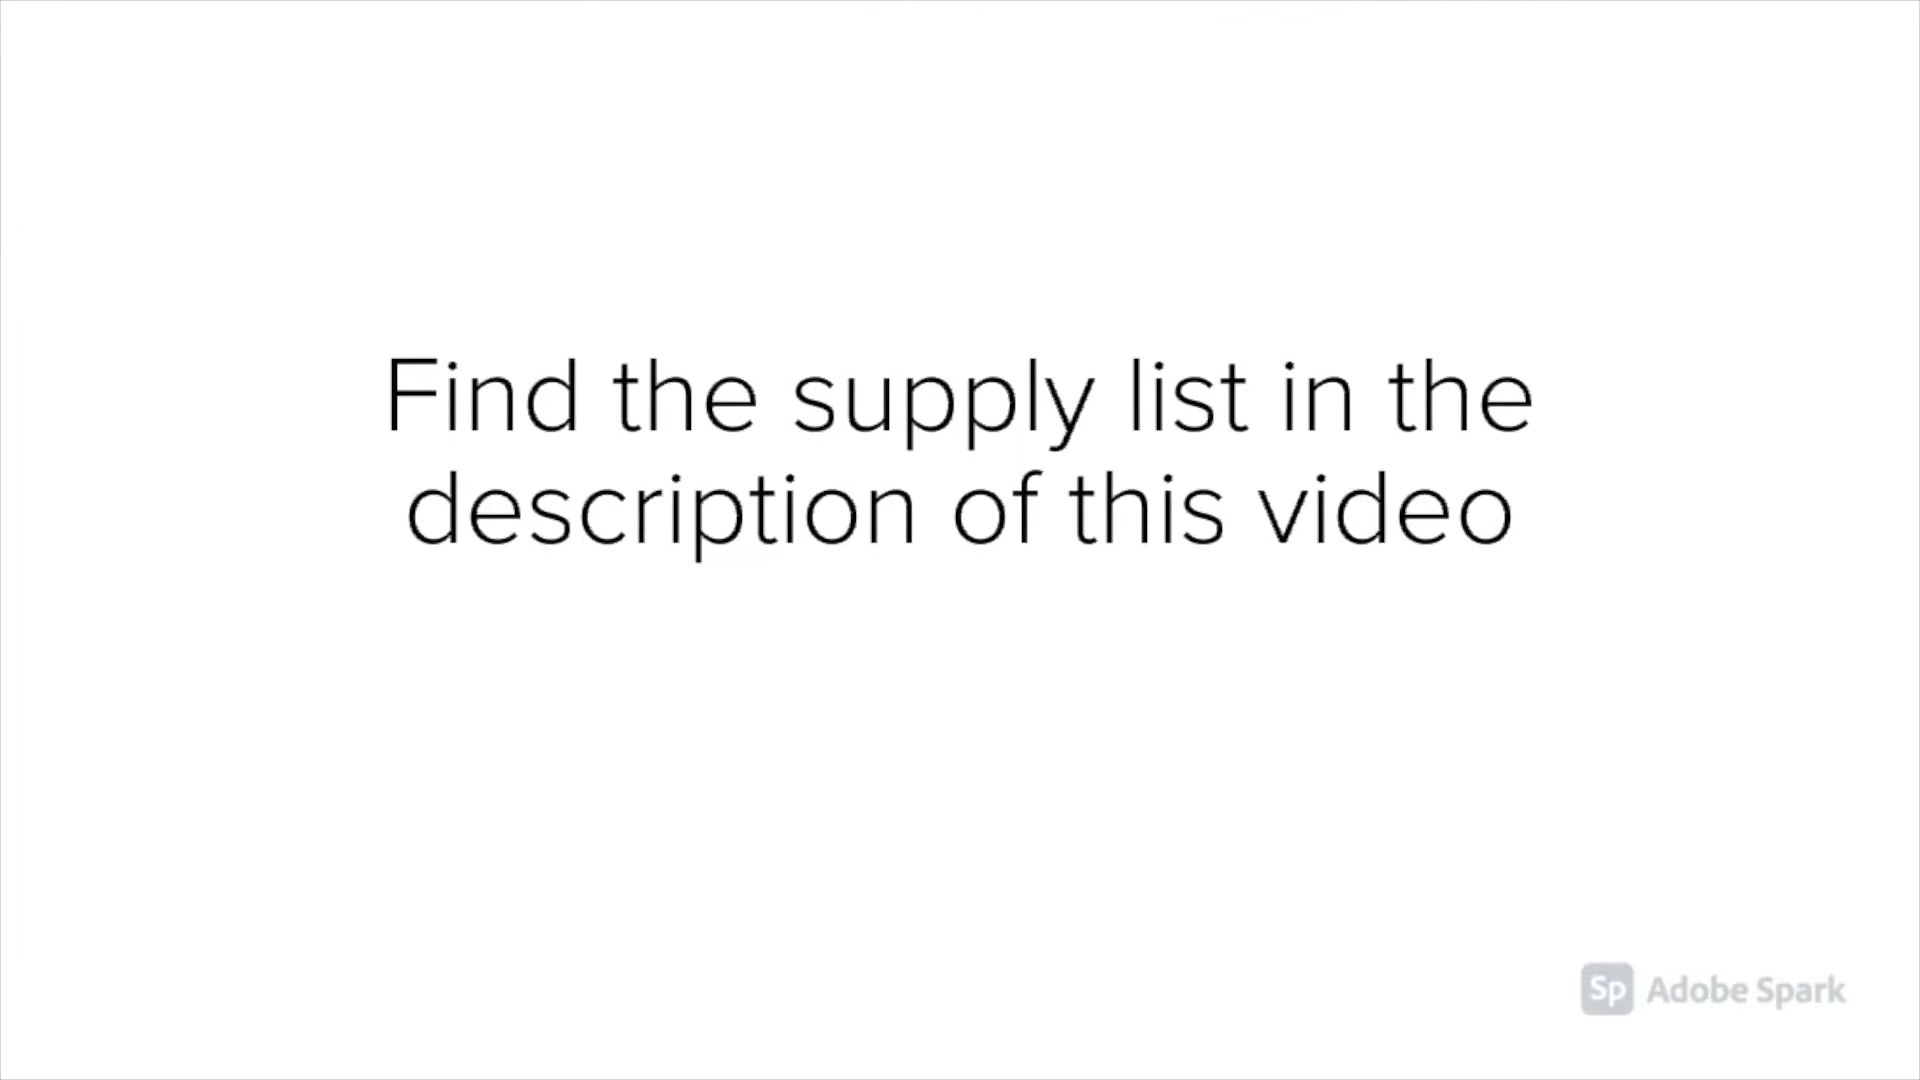 Find the supply list in the
description of this video
Sp Adobe Spark